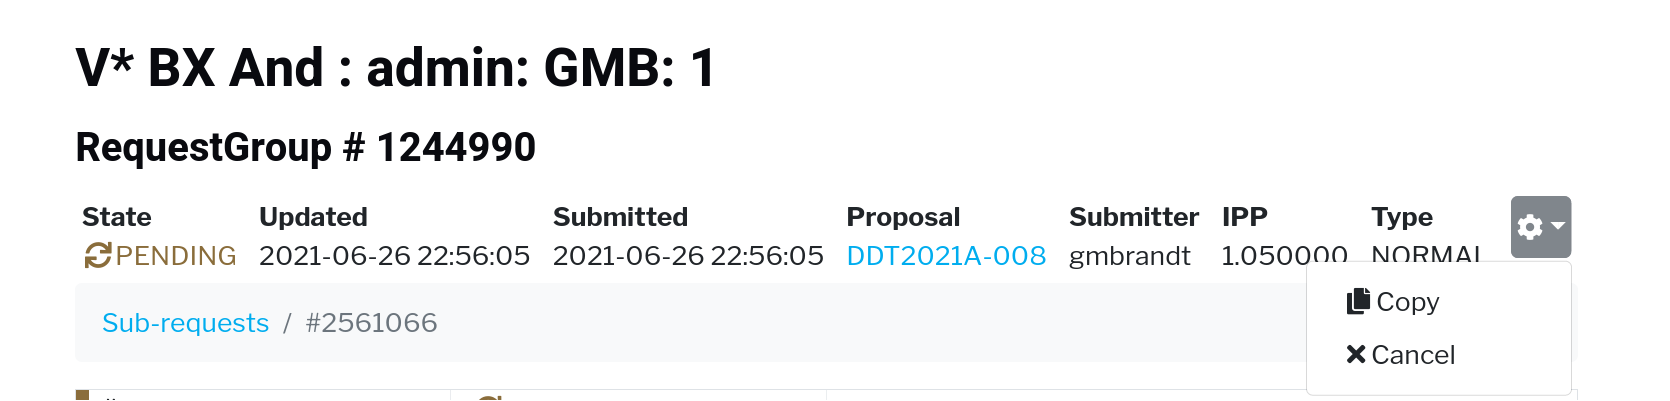 V* BX And : admin: GMB: 1
RequestGroup # 1244990
State Updated Submitted Proposal Submitter IPP Type
PENDING 2021-06-26 22:56:05 2021-06-26 22:56:05 DDT2021A-008 gmbrandt 1.050000 NORMAL
Sub-requests / #2561066
Copy
Cancel